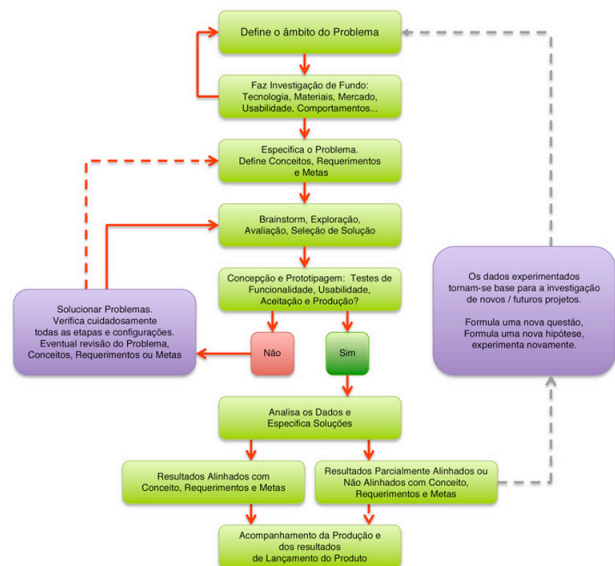 Define o âmbito do Problema
Faz Investigação de Fundo:
Tecnologia, Materiais, Mercado,
Usabilidade, Comportamentos...
Especifica o Problema.
Define Conceitos, Requerimentos
e Metas
Brainstorm, Exploração,
Avaliação, Seleção de Solução
Concepção e Prototipagem: Testes de
Funcionalidade, Usabilidade,
Aceitação e Produção?
Solucionar Problemas.
Verifica cuidadosamente
todas as etapas e configurações.
Eventual revisão do Problema,
Conceitos, Requerimentos ou Metas
Não
Sim
Os dados experimentados
tornam-se base para a investigação
de novos / futuros projetos.
Formula uma nova questão,
Formula uma nova hipótese,
experimenta novamente.
Analisa os Dados e
Especifica Soluções
Resultados Alinhados com
Conceito, Requerimentos e Metas
Resultados Parcialmente Alinhados ou
Não Alinhados com Conceito,
Requerimentos e Metas
Acompanhamento da Produção e
dos resultados
de Lançamento do Produto